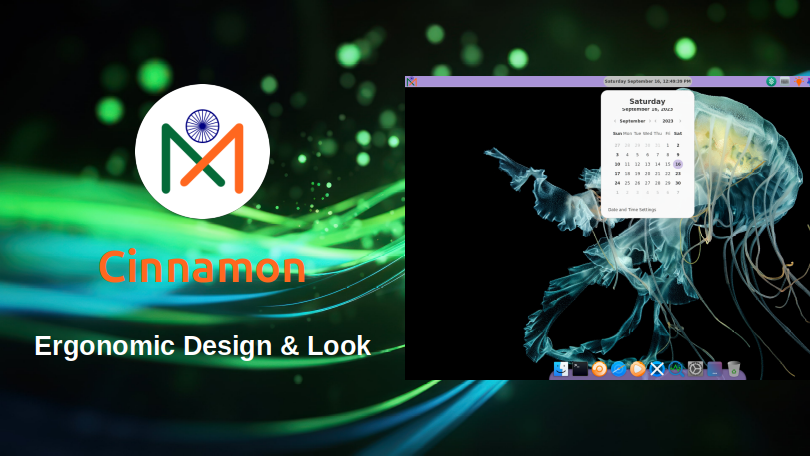 Cinnamon
Ergonomic Design & Look
Saturday September 16, 12:49:39 PM
Saturday
September 16, 2023
September 2023
Sun Mon Tue Wed Thu Fri Sat
27 28 29 30 31 1 2
3 4 5 6 7 8 9
10 11 12 13 14 15 16
17 18 19 20 21 22 23
24 25 26 27 28 29 30
1 2 3 4 5 6 7
Date and Time Settings